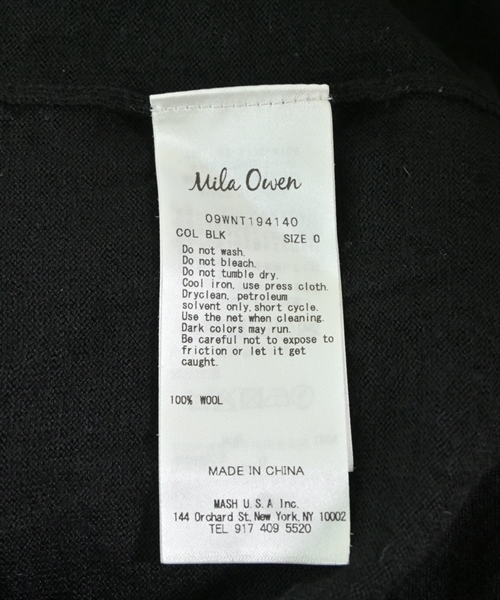 Mila Owen
09WNT194140
COL BLK SIZE 0
Do not wash.
Do not bleach.
Do not tumble dry.
Cool iron, use press cloth.
Dryclean, petroleum
solvent only, short cycle.
Use the net when cleaning.
Dark colors may run.
Be careful not to expose to
friction or let it get
caught.
100% WOOL
MADE IN CHINA
MASH U.S.A Inc.
144 Orchard St., New York, NY 10002
TEL 917 409 5520